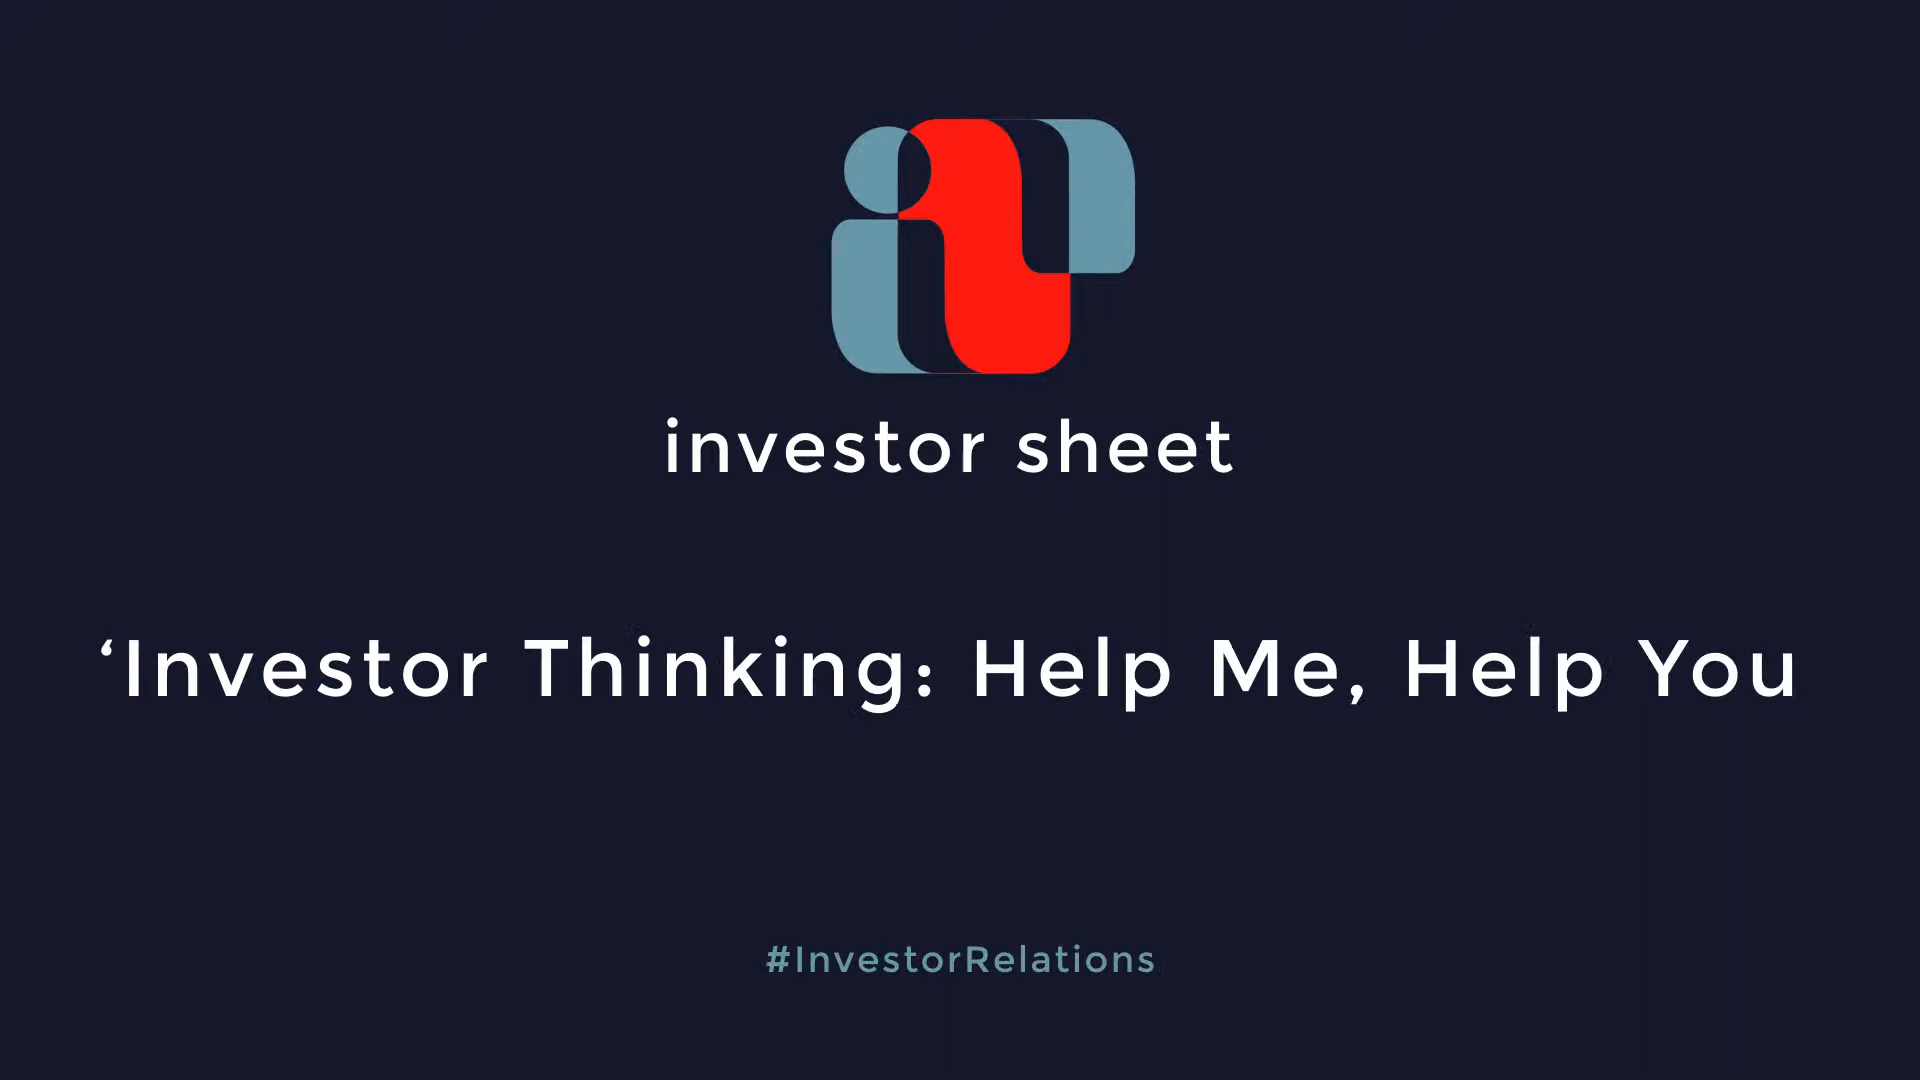 investor sheet
‘Investor Thinking: Help Me, Help You
#InvestorRelations